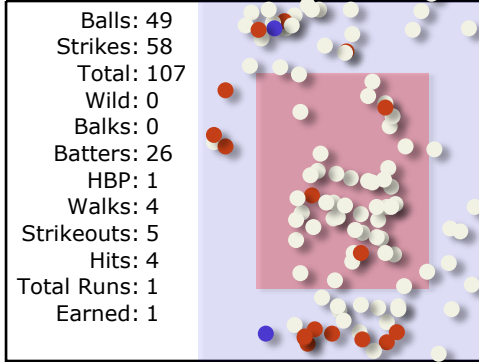 Balls: 49
Strikes: 58
Total: 107
Wild: 0
Balks: 0
Batters: 26
HBP: 1
Walks: 4
Strikeouts: 5
Hits: 4
Total Runs: 1
Earned: 1